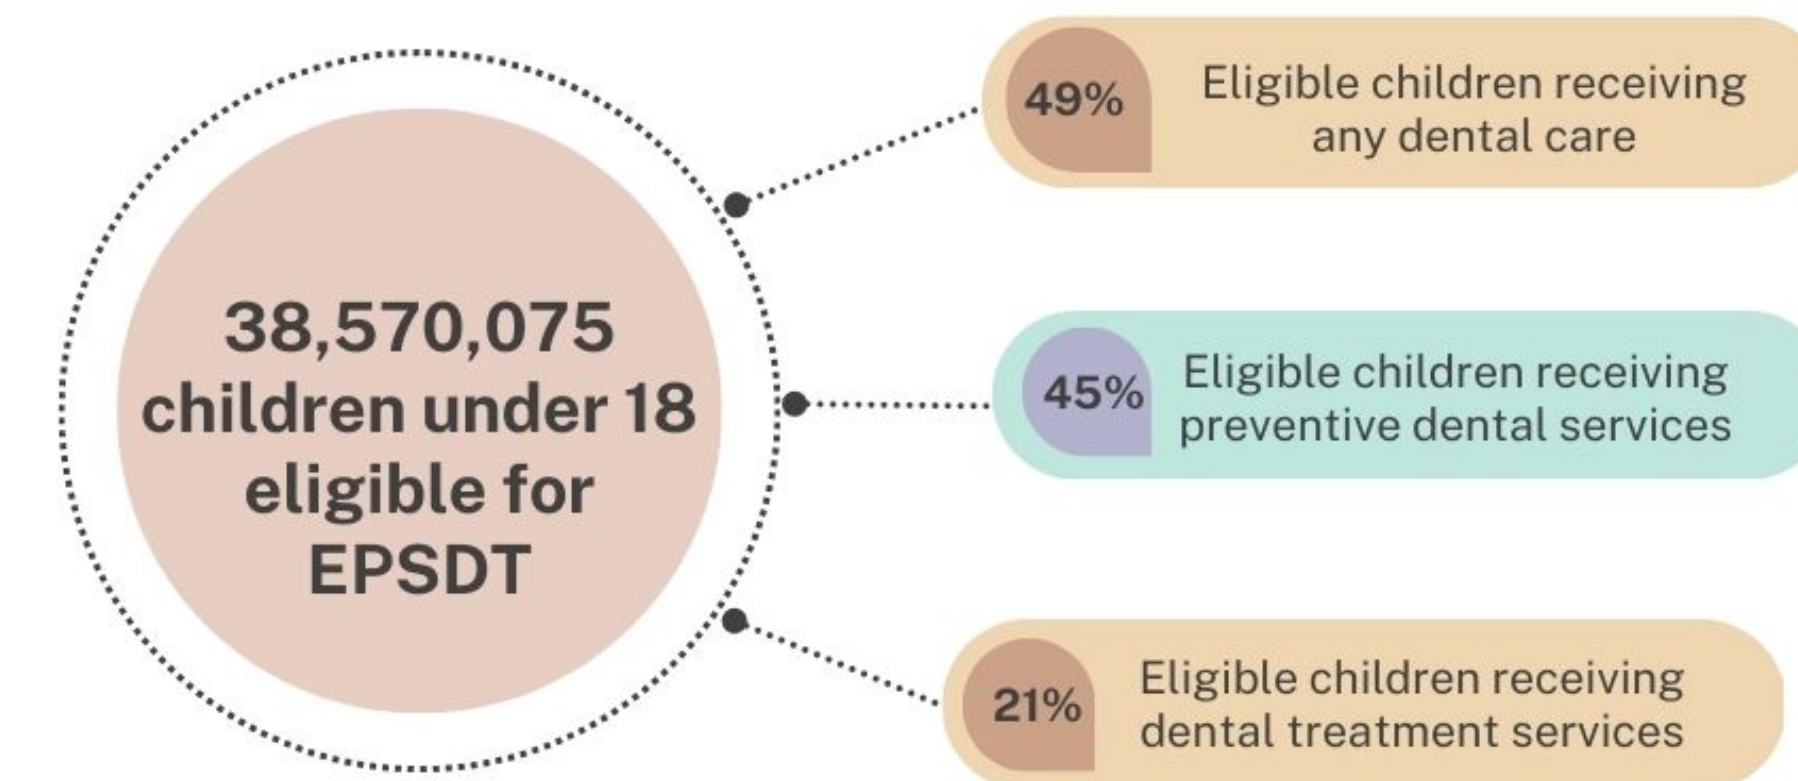 38,570,075
children under 18
eligible for
EPSDT
49%
Eligible children receiving
any dental care
45%
Eligible children receiving
preventive dental services
21%
Eligible children receiving
dental treatment services